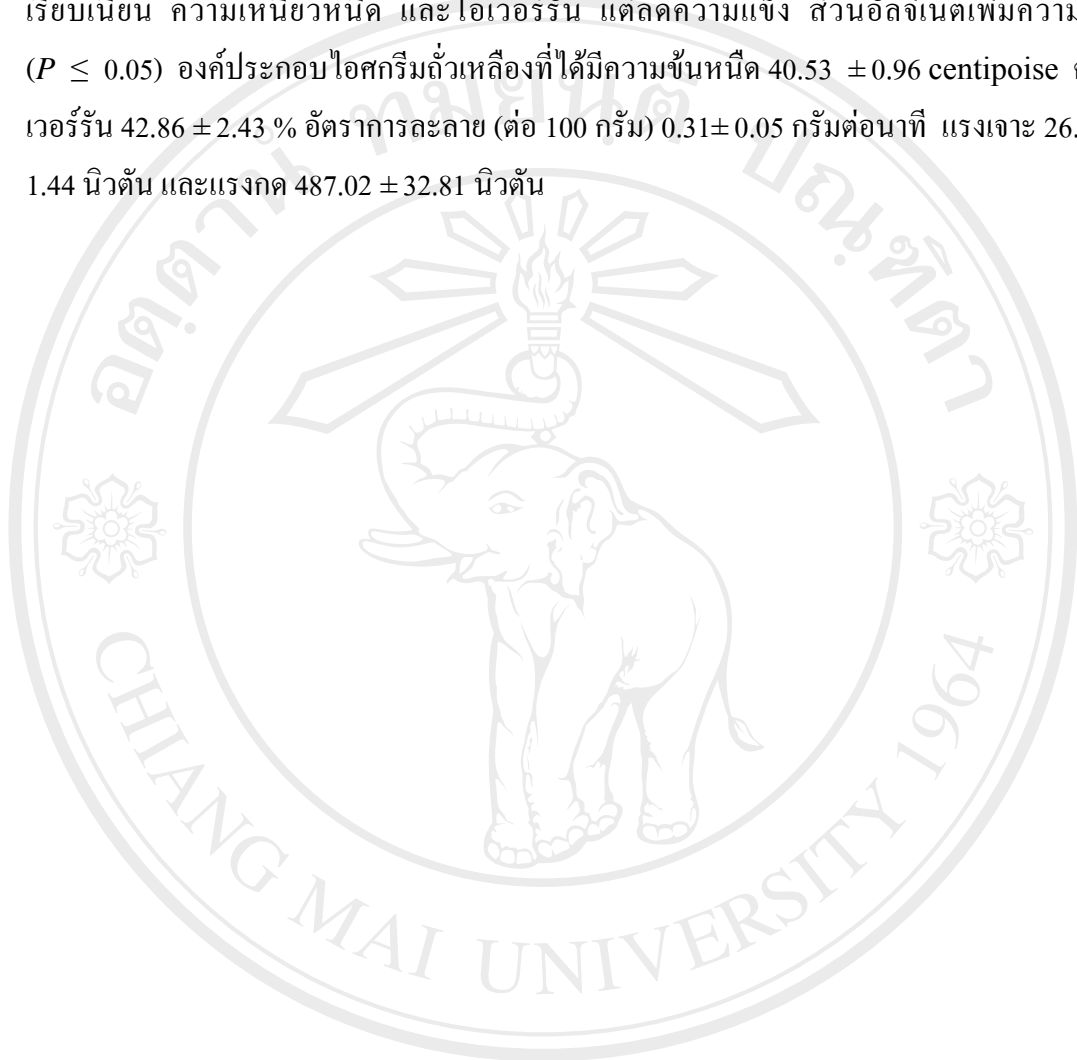 เรียบเนียน ความเหนียวหนืด และโอเวอร์รัน แต่ลดความแข็ง ส่วนอัลจิเนตเพิ่มความ
(P ≤ 0.05) องค์ประกอบไอศกรีมถั่วเหลืองที่ได้มีความข้นหนืด 40.53 ±0.96 centipoise
เวอร์รัน 42.86 ± 2.43 % อัตราการละลาย (ต่อ 100 กรัม) 0.31± 0.05 กรัมต่อนาที แรงเจาะ 26.
1.44 นิวตัน และแรงกด 487.02 ± 32.81 นิวตัน
CHIANG MAI UNIVERSITY 1964